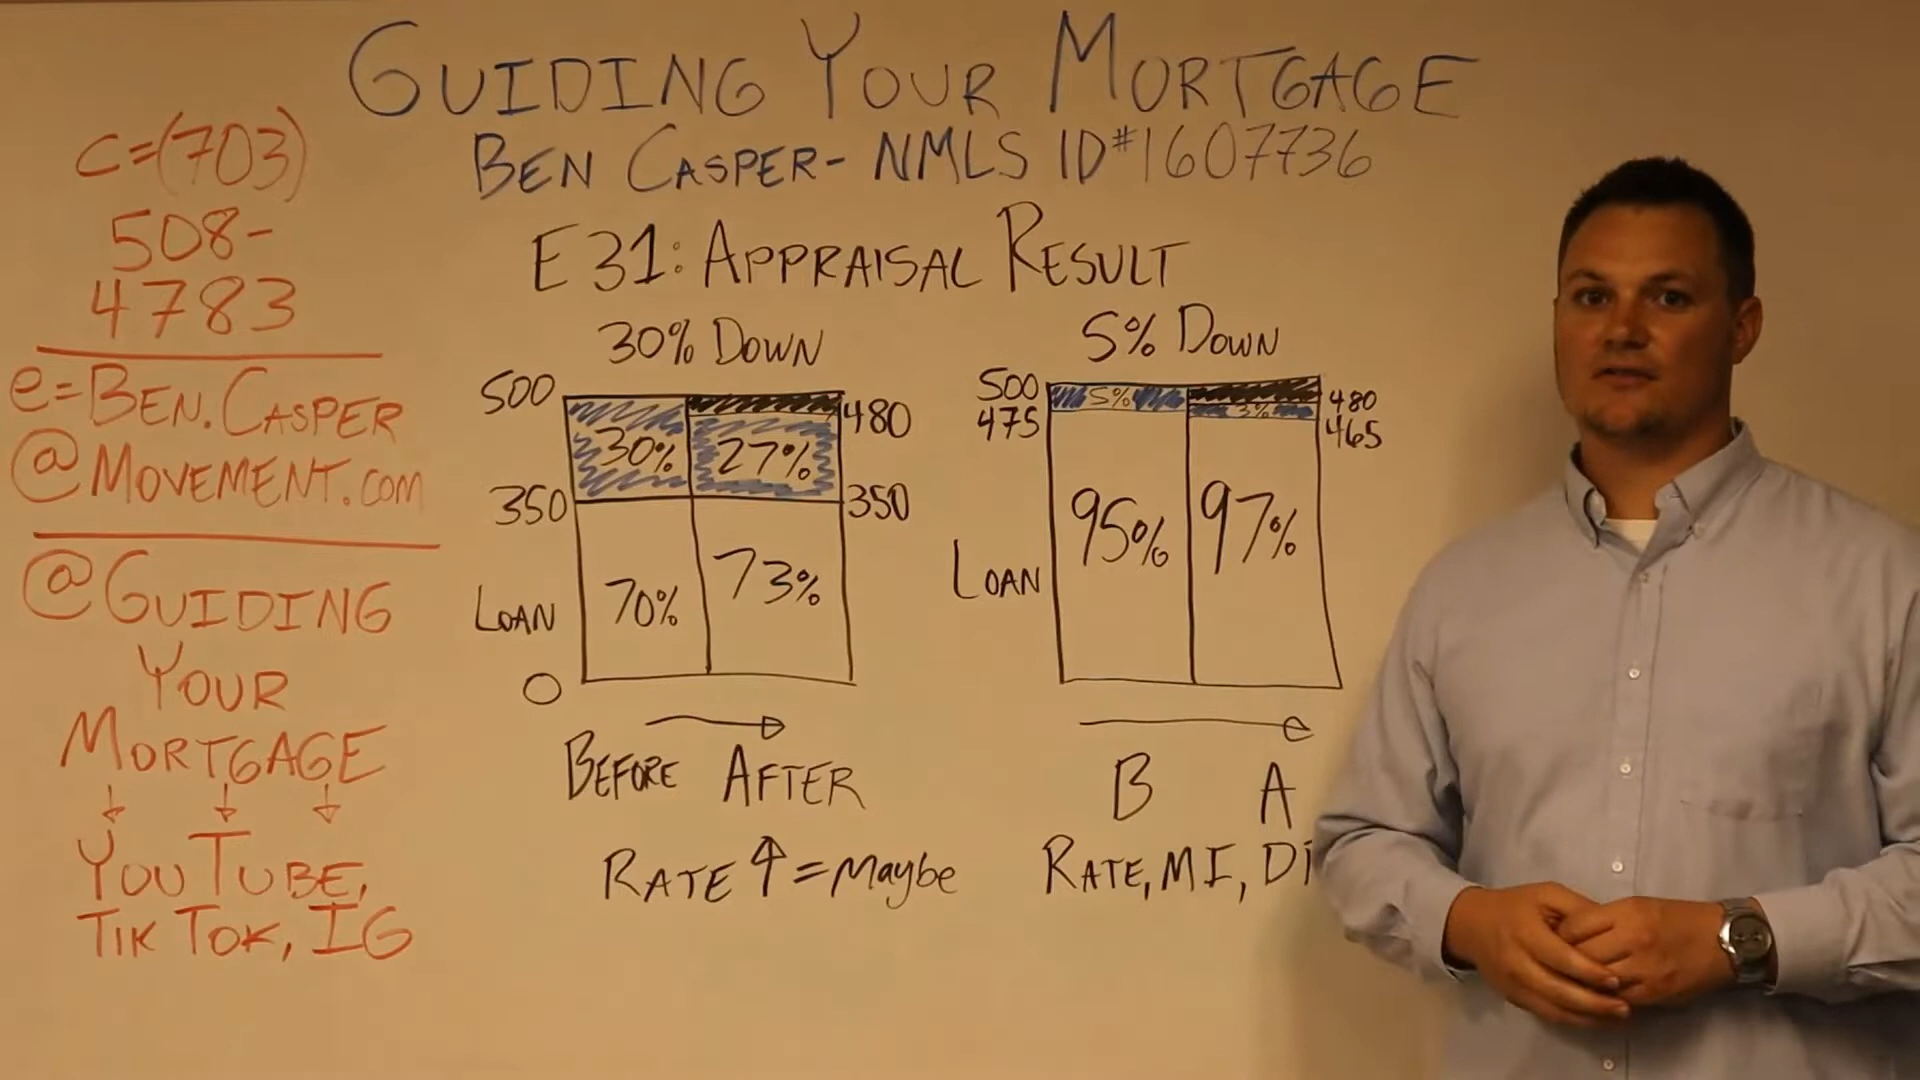 GUIDING YOUR MORTGAGE
BEN CASPER- NMLS ID#1607736
C=(703)
508-
4783
e=BEN.CASPER
@MOVEMENT.COM
@GUIDING
YOUR
MORTGAGE
YOUTUBE,
TIK TOK, IG
E31: APPRAISAL RESULT
30% DOWN
500
480
30%
27%
350
350
LOAN
70%
73%
0
BEFORE AFTER
RATE ↑ = Maybe
5% DOWN
500
5%
480
475
3%
465
95%
97%
LOAN
B A
RATE, MI, D